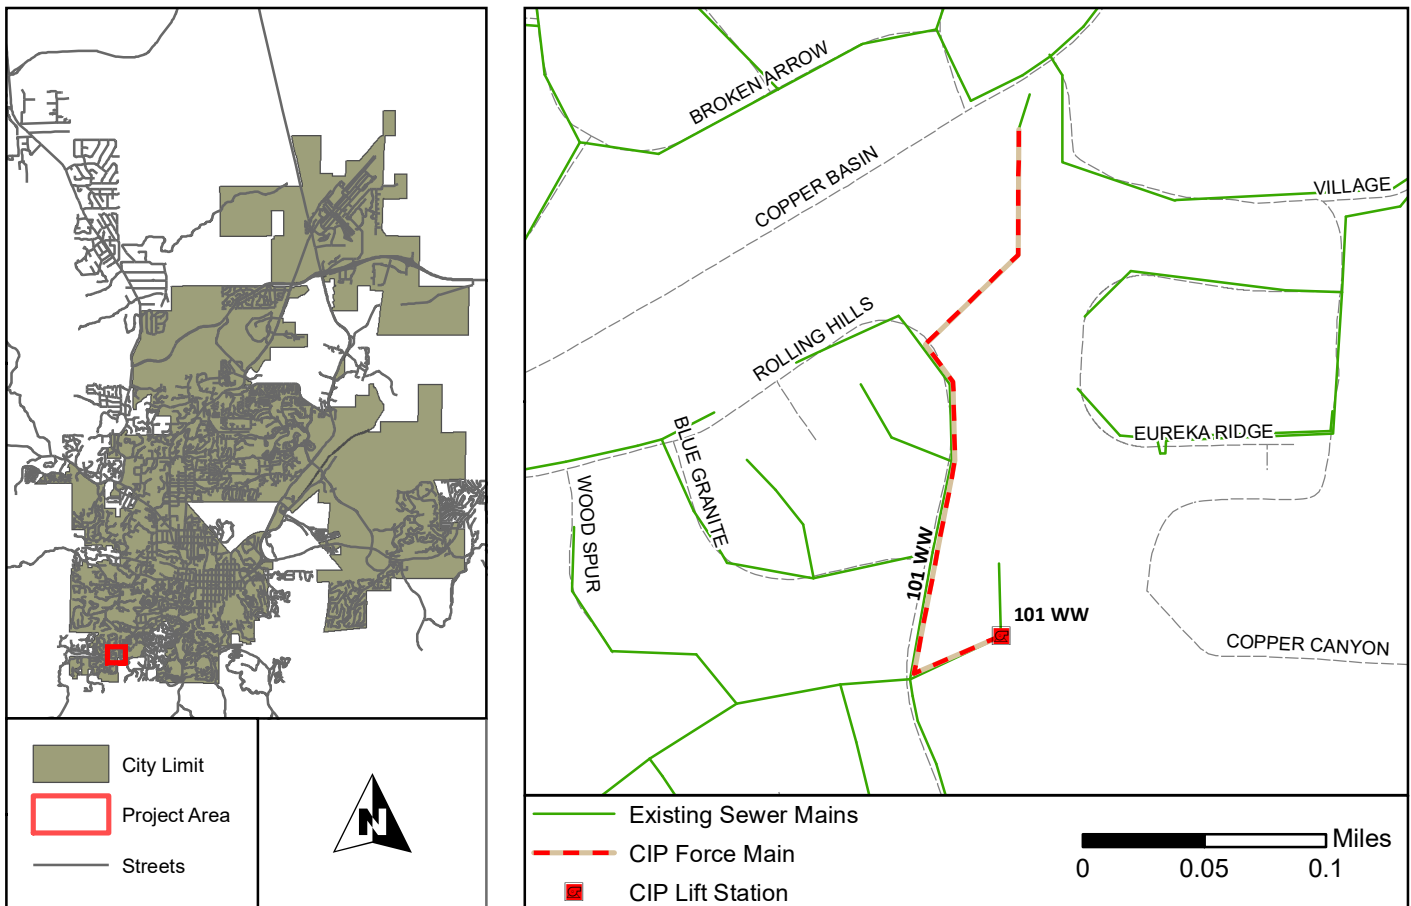 BROKEN ARROW
COPPER BASIN
VILLAGE
ROLLING HILLS
BLUE GRANITE
EUREKA RIDGE
WOOD SPUR
101 WW
101 WW
COPPER CANYON
City Limit
Project Area
Streets
N
Existing Sewer Mains
CIP Force Main
CIP Lift Station
Miles
0 0.05 0.1